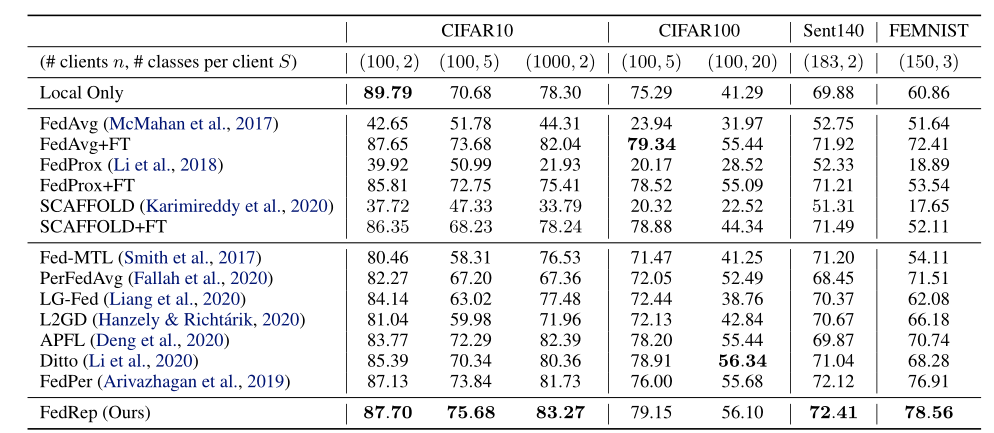 CIFAR10 CIFAR100 Sent140 FEMNIST
(# clients n, # classes per client S) (100, 2) (100, 5) (1000, 2) (100, 5) (100, 20) (183, 2) (150, 3)
Local Only 89.79 70.68 78.30 75.29 41.29 69.88 60.86
FedAvg (McMahan et al., 2017) 42.65 51.78 44.31 23.94 31.97 52.75 51.64
FedAvg+FT 87.65 73.68 82.04 79.34 55.44 71.92 72.41
FedProx (Li et al., 2018) 39.92 50.99 21.93 20.17 28.52 52.33 18.89
FedProx+FT 85.81 72.75 75.41 78.52 55.09 71.21 53.54
SCAFFOLD (Karimireddy et al., 2020) 37.72 47.33 33.79 20.32 22.52 51.31 17.65
SCAFFOLD+FT 86.35 68.23 78.24 78.88 44.34 71.49 52.11
Fed-MTL (Smith et al., 2017) 80.46 58.31 76.53 71.47 41.25 71.20 54.11
PerFedAvg (Fallah et al., 2020) 82.27 67.20 67.36 72.05 52.49 68.45 71.51
LG-Fed (Liang et al., 2020) 84.14 63.02 77.48 72.44 38.76 70.37 62.08
L2GD (Hanzely & Richtárik, 2020) 81.04 59.98 71.96 72.13 42.84 70.67 66.18
APFL (Deng et al., 2020) 83.77 72.29 82.39 78.20 55.44 69.87 70.74
Ditto (Li et al., 2020) 85.39 70.34 80.36 78.91 56.34 71.04 68.28
FedPer (Arivazhagan et al., 2019) 87.13 73.84 81.73 76.00 55.68 72.12 76.91
FedRep (Ours) 87.70 75.68 83.27 79.15 56.10 72.41 78.56